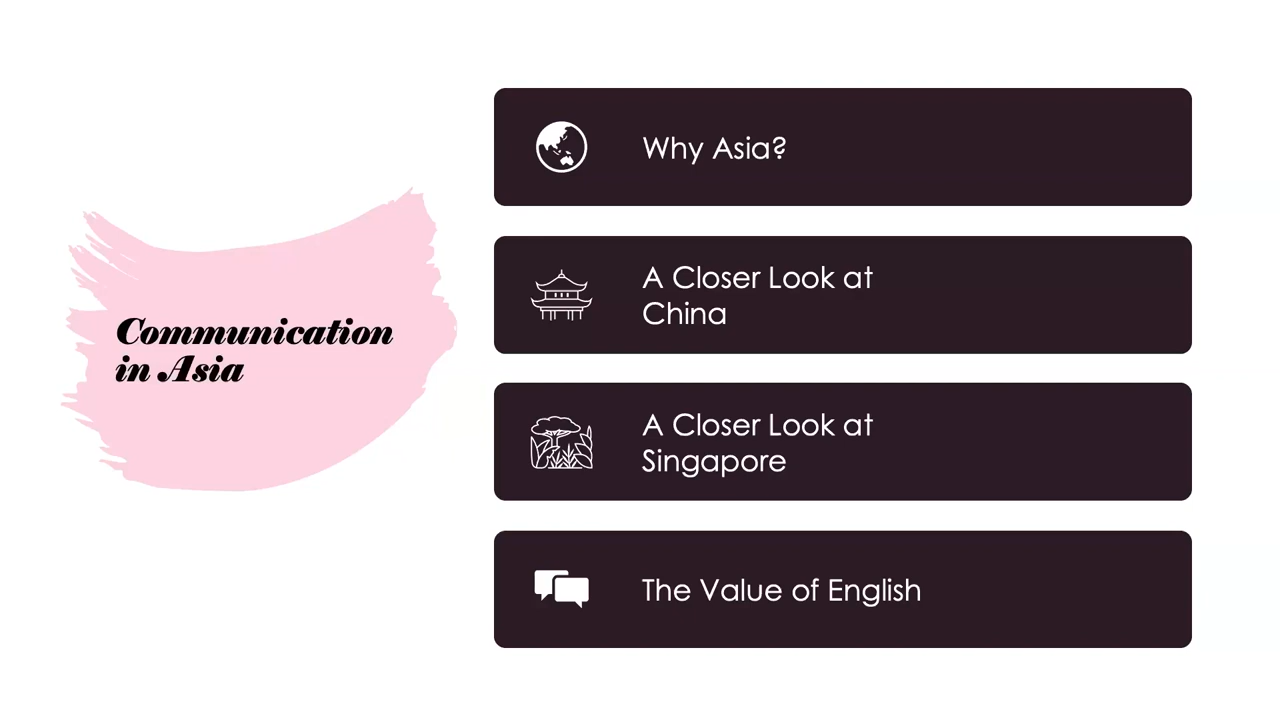 Communication
in Asia
Why Asia?
A Closer Look at
China
A Closer Look at
Singapore
The Value of English